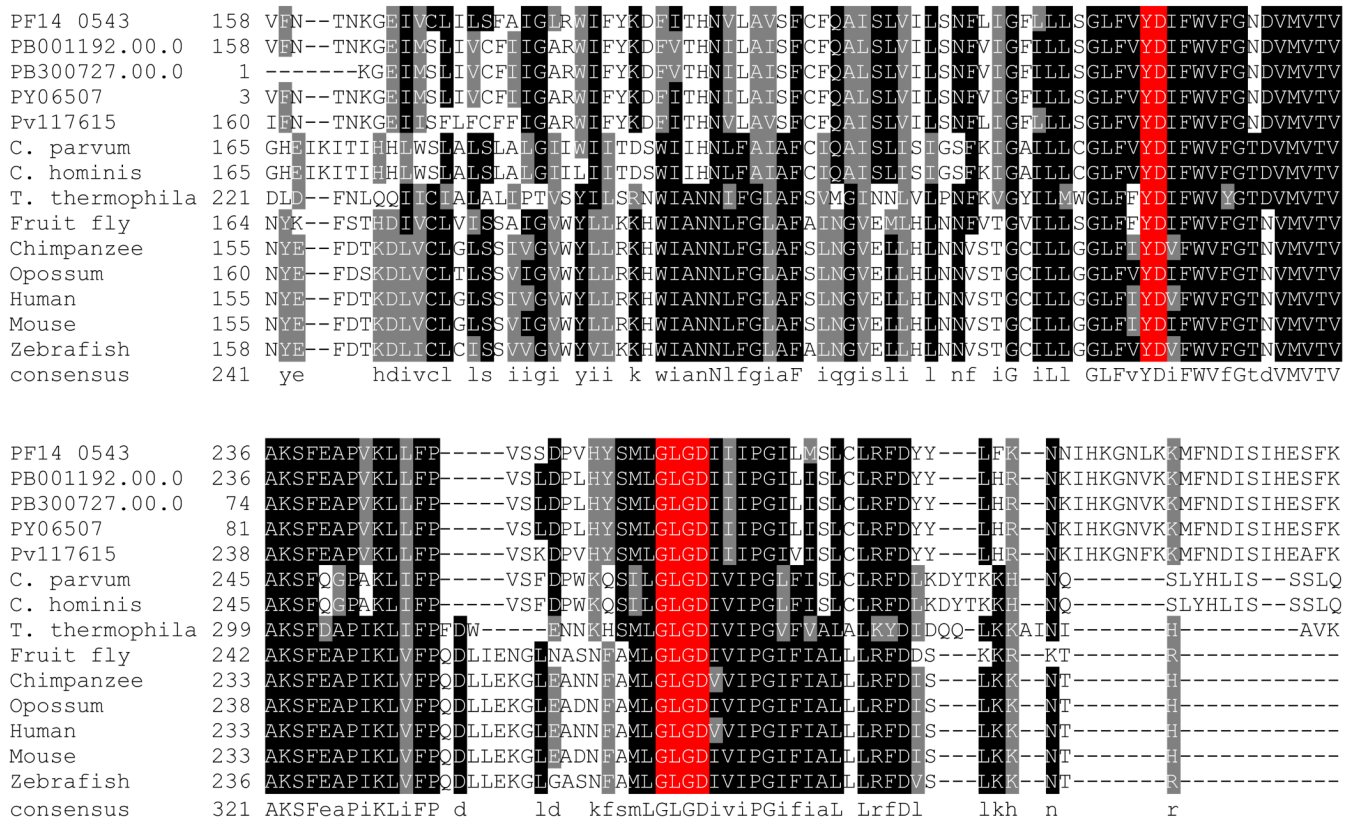 PF14 0543 158 VFN--TNKGEIVCLILSFAIGLRWIFYKDFITHNVLAVSFCFQAISLVILSNFLIGFLLLSGLFVYDIFWVFGNDVMVTV
PB001192.00.0 158 VFN--TNKGEIMSLIVCFIIGARWIFYKDFVTHNILAISFCFQALSLVILSNFVIGFILLSGLFVYDIFWVFGNDVMVTV
PB300727.00.0 1 -------KGEIMSLIVCFIIGARWIFYKDFVTHNILAISFCFQALSLVILSNFVIGFILLSGLFVYDIFWVFGNDVMVTV
PY06507 3 VFN--TNKGEIMSLIVCFIIGARWIFYKDFITHNVLAISFCFQALSLVILSNFVIGFILLSGLFVYDIFWVFGNDVMVTV
Pv117615 160 IFN--TNKGEIISFLFCFFIGARWIFYKDFITHNVLAISFCFQAISLVILSNFLIGFLLLSGLFVYDIFWVFGNDVMVTV
C. parvum 165 GHEIKITIHHLWSLALSLALGIIWIITDSWIIHNLFAIAFCIQAISLISIGSFKIGAILLCGLFVYDIFWVFGTDVMVTV
C. hominis 165 GHEIKITIHHLWSLALSLALGIILIITDSWILHNLFAIAFCIQAISLISIGSFKIGAILLCGLFVYDIFWVFGTDVMVTV
T. thermophila 221 DLD--FNLQQIICIALALIPTVSYILSRNWIANNIFGIAFSVMGINNLVLPNFKVGYILMWGLFFYDIFWVYGTDVMVTV
Fruit fly 164 NYK--FSTHDIVCLVISSAIGVWYLLKKHWIANNLFGLAFAINGVEMLHLNNFVTGVILLSGLFFYDIFWVFGTNVMVTV
Chimpanzee 155 NYE--FDTKDLVCLGLSSIVGVWYLLRKHWIANNLFGLAFSLNGVELLHLNNVSTGCILLGGLFIYDVFWVFGTNVMVTV
Opossum 160 NYE--FDSKDLVCLTLSSVIGVWYLLRKHWIANNLFGLAFSLNGVELLHLNNVSTGCILLGGLFVYDIFWVFGTNVMVTV
Human 155 NYE--FDTKDLVCLGLSSIVGVWYLLRKHWIANNLFGLAFSLNGVELLHLNNVSTGCILLGGLFIYDVFWVFGTNVMVTV
Mouse 155 NYE--FDTKDLVCLGLSSVIGVWYLLRKHWIANNLFGLAFSLNGVELLHLNNVSTGCILLGGLFIYDIFWVFGTNVMVTV
Zebrafish 158 NYE--FDTKDLICLCISSVVGVWYVLKKHWIANNLFGLAFALNGVELLHLNNVSTGCILLGGLFVYDVFWVFGTNVMVTV
consensus 241 ye hdivcl ls iigi yii k wianNlfgiaF iqgisli l nf iG iLl GLFvYDiFWVfGtdVMVTV
PF14 0543 236 AKSFEAPVKLLFP-----VSSDPVHYSMLGLGDIIIPGILMSLCLRFDYY---LFK--NNIHKGNLKKMFNDISIHESFK
PB001192.00.0 236 AKSFEAPVKLLFP-----VSLDPLHYSMLGLGDIIIPGILISLCLRFDYY---LHR--NKIHKGNVKKMFNDISIHESFK
PB300727.00.0 74 AKSFEAPVKLLFP-----VSLDPLHYSMLGLGDIIIPGILISLCLRFDYY---LHR--NKIHKGNVKKMFNDISIHESFK
PY06507 81 AKSFEAPVKLLFP-----VSLDPLHYSMLGLGDIIIPGILISLCLRFDYY---LHR--NKIHKGNVKKMFNDISIHESFK
Pv117615 238 AKSFEAPVKLLFP-----VSKDPVHYSMLGLGDIIIPGIVISLCLRFDYY---LHR--NKIHKGNFKKMFNDISIHEAFK
C. parvum 245 AKSFQGPAKLIFP-----VSFDPWKQSILGLGDIVIPGLFISLCLRFDLKDYTKKH--NQ-------SLYHLIS--SSLQ
C. hominis 245 AKSFQGPAKLIFP-----VSFDPWKQSILGLGDIVIPGLFISLCLRFDLKDYTKKH--NQ-------SLYHLIS--SSLQ
T. thermophila 299 AKSFDAPIKLIFPFDW-----ENNKHSMLGLGDIVIPGVFVALALKYDIDQQ-LKKAINI-------H---------AVK
Fruit fly 242 AKSFEAPIKLVFPQDLIENGLNASNFAMLGLGDIVIPGIFIALLLRFDDS---KKR--KT-------R------------
Chimpanzee 233 AKSFEAPIKLVFPQDLLEKGLEANNFAMLGLGDVVIPGIFIALLLRFDIS---LKK--NT-------H------------
Opossum 238 AKSFEAPIKLVFPQDLLEKGLEADNFAMLGLGDIVIPGIFIALLLRFDIS---LKK--NT-------H------------
Human 233 AKSFEAPIKLVFPQDLLEKGLEANNFAMLGLGDVVIPGIFIALLLRFDIS---LKK--NT-------H------------
Mouse 233 AKSFEAPIKLVFPQDLLEKGLEADNFAMLGLGDIVIPGIFIALLLRFDIS---LKK--NT-------H------------
Zebrafish 236 AKSFEAPIKLVFPQDLLEKGLGASNFAMLGLGDIVIPGIFIALLLRFDVS---LKK--NT-------R------------
consensus 321 AKSFeaPiKLiFP d ld kfsmLGLGDiviPGifiaL LrfDl lkh n r